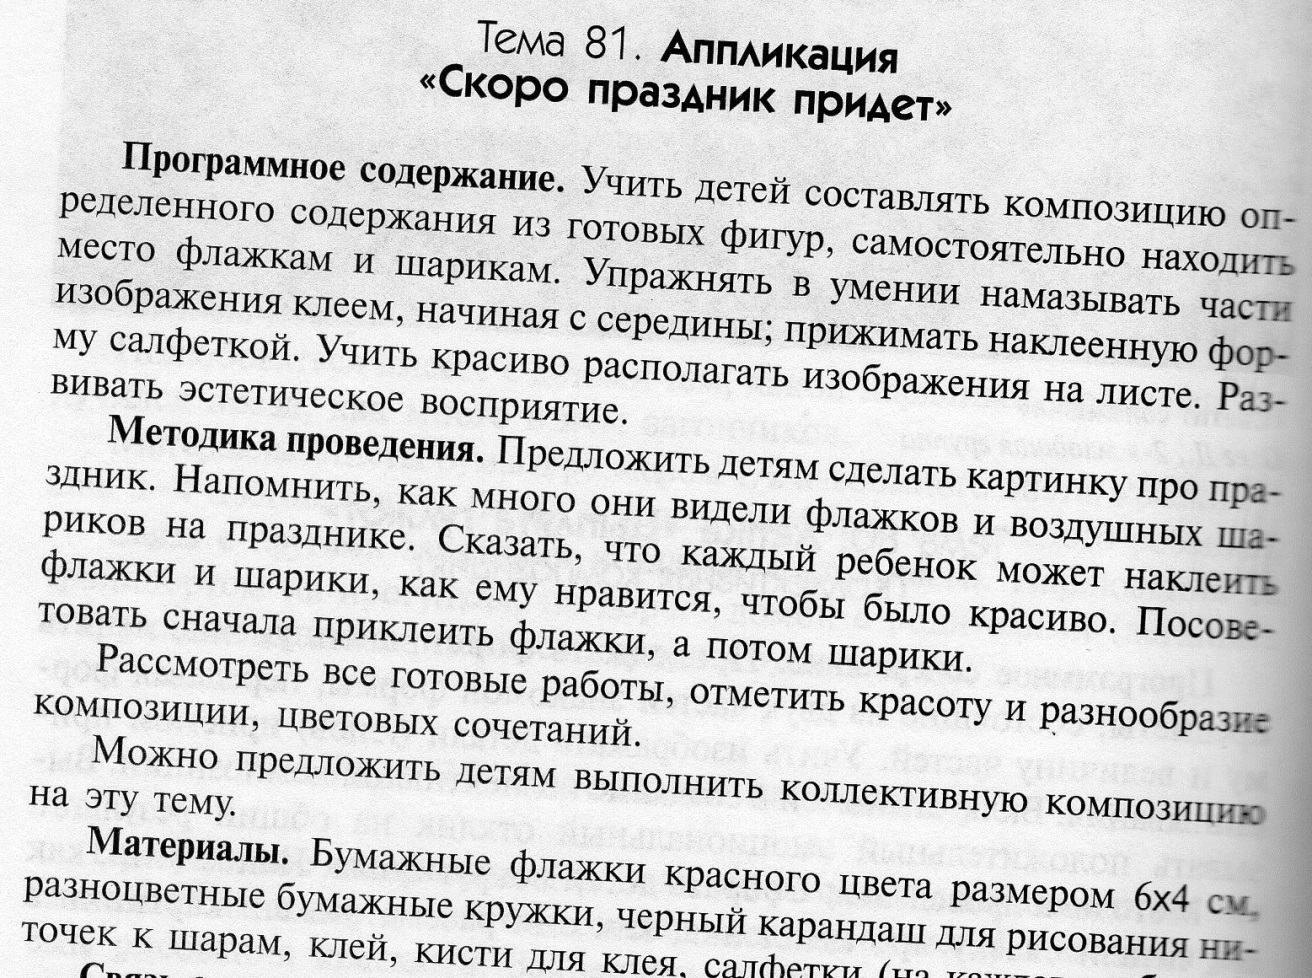 Тема 81. Аппликация
«Скоро праздник придет»
Программное содержание. Учить детей составлять композицию оп-
ределенного содержания из готовых фигур, самостоятельно находить
место флажкам и шарикам. Упражнять в умении намазывать части
изображения клеем, начиная с середины; прижимать наклеенную фор-
му салфеткой. Учить красиво располагать изображения на листе. Раз-
вивать эстетическое восприятие.
Методика проведения. Предложить детям сделать картинку про пра-
здник. Напомнить, как много они видели флажков и воздушных ша-
риков на празднике. Сказать, что каждый ребенок может наклеить
флажки и шарики, как ему нравится, чтобы было красиво. Посове-
товать сначала приклеить флажки, а потом шарики.
Рассмотреть все готовые работы, отметить красоту и разнообразие
композиции, цветовых сочетаний.
Можно предложить детям выполнить коллективную композицию
на эту тему.
Материалы. Бумажные флажки красного цвета размером 6х4 см,
разноцветные бумажные кружки, черный карандаш для рисования ни-
точек к шарам, клей, кисти для клея, салфетки (на